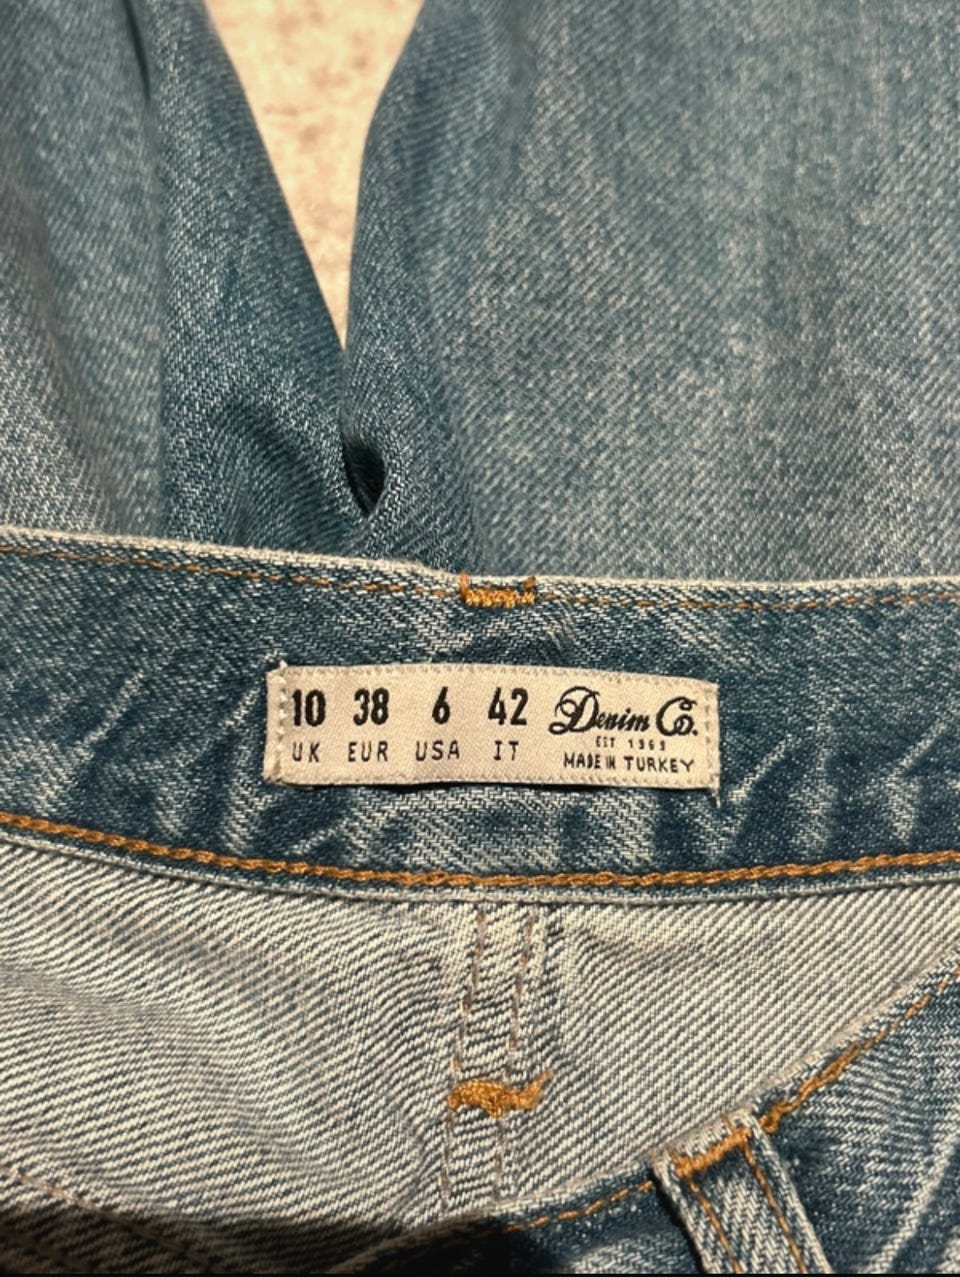 10 38 6 42 Denim Co.
UK EUR USA IT EST 1969
MADE IN TURKEY